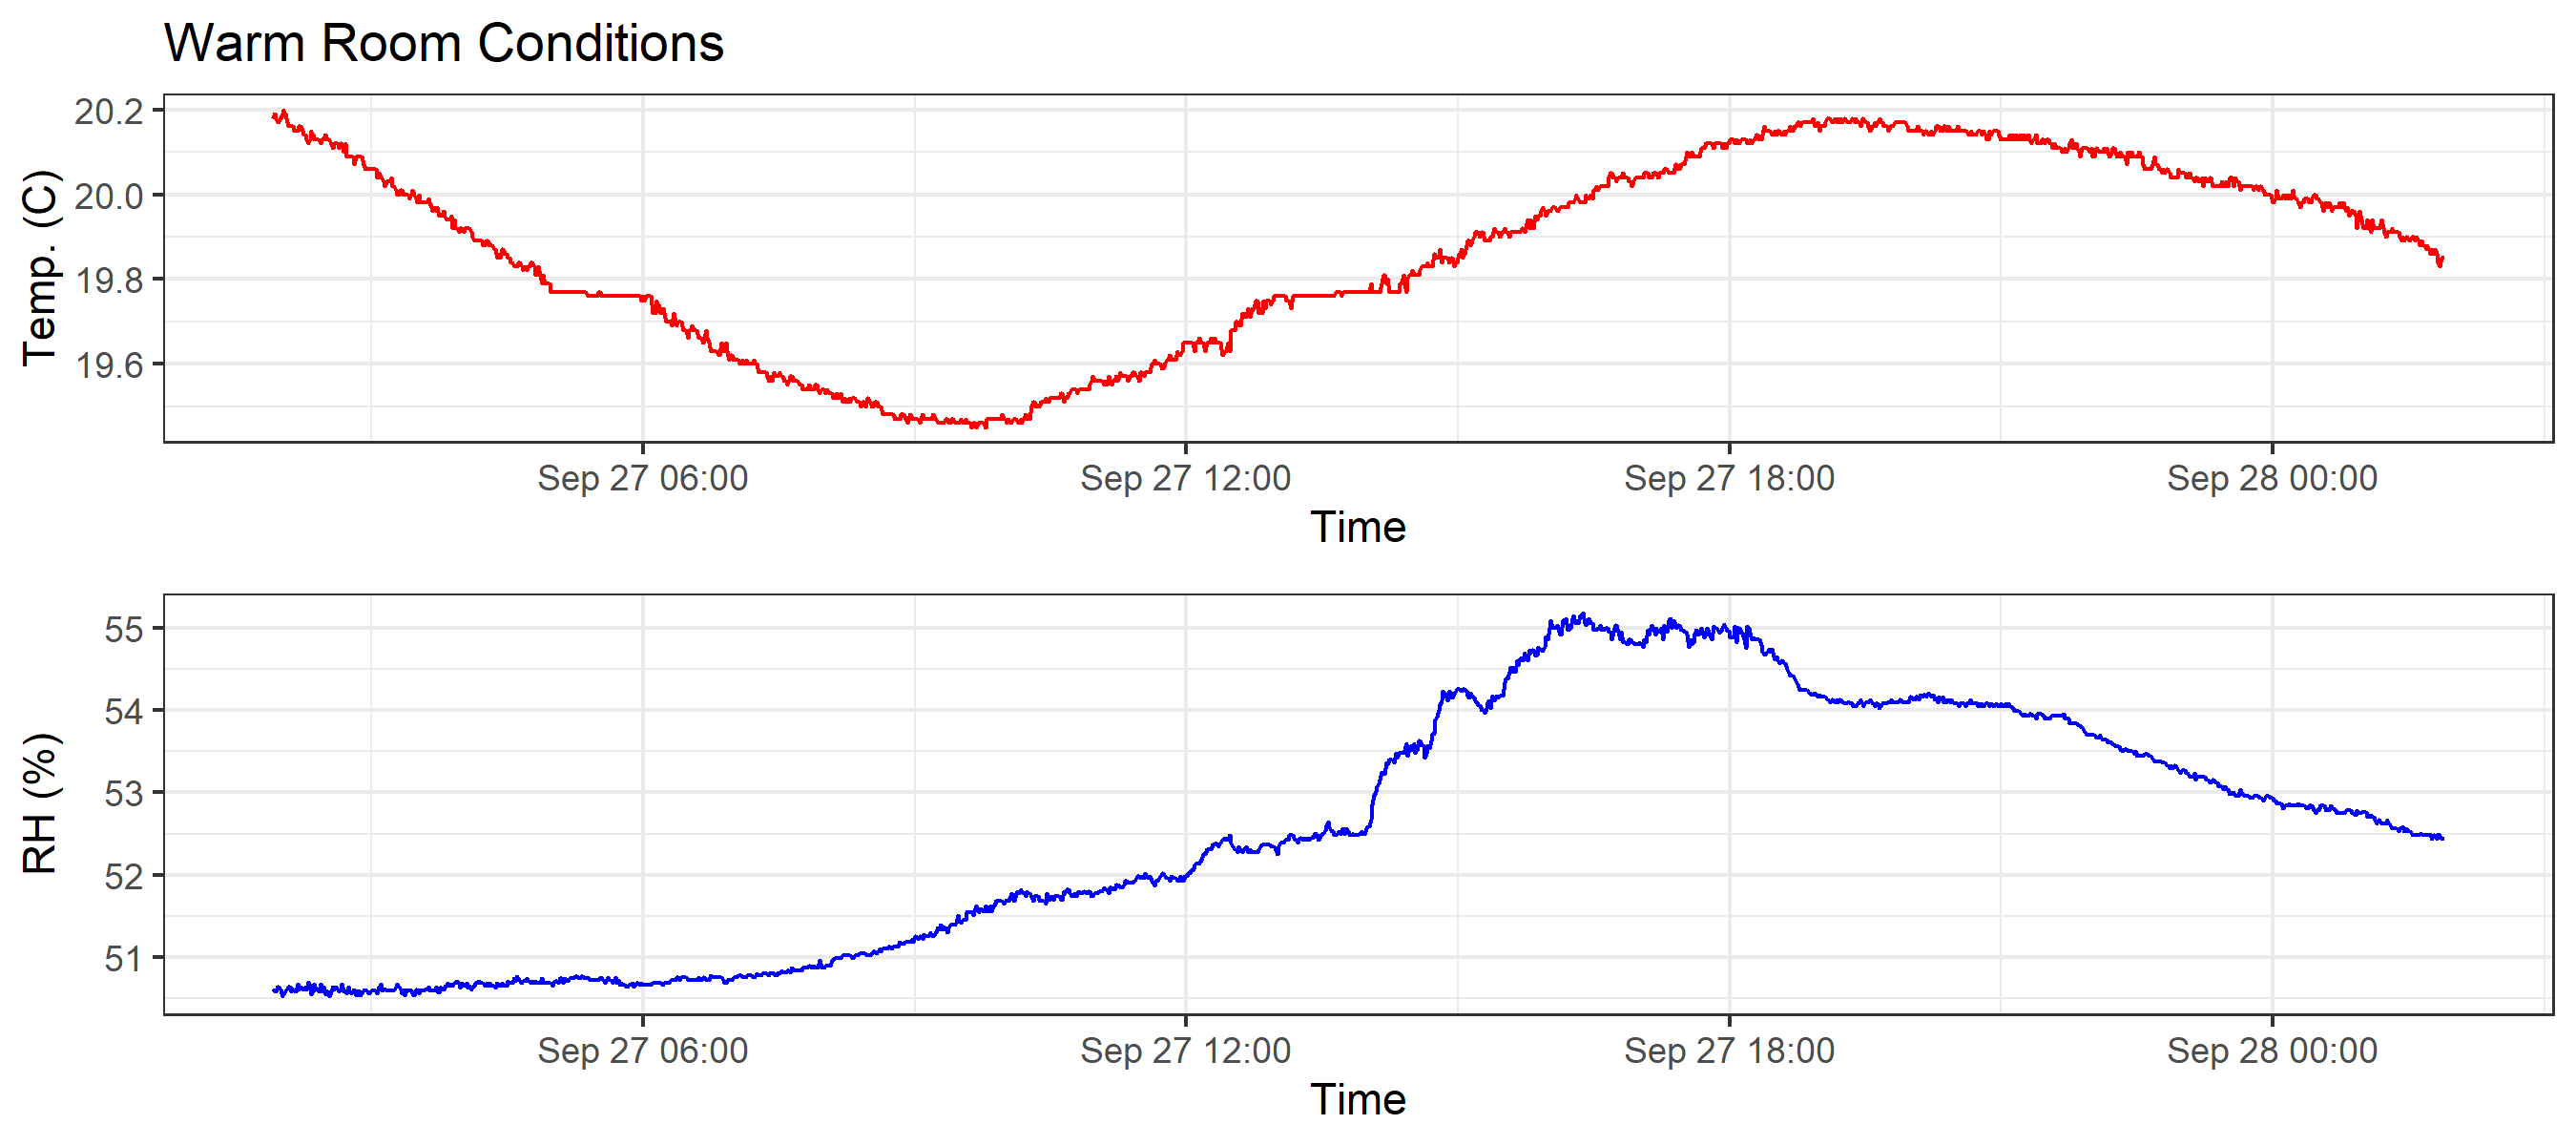 Warm Room Conditions
20.2
20.0
19.8
19.6
Temp. (C)
Sep 27 06:00 Sep 27 12:00 Sep 27 18:00 Sep 28 00:00
Time
55
54
53
52
51
RH (%)
Sep 27 06:00 Sep 27 12:00 Sep 27 18:00 Sep 28 00:00
Time